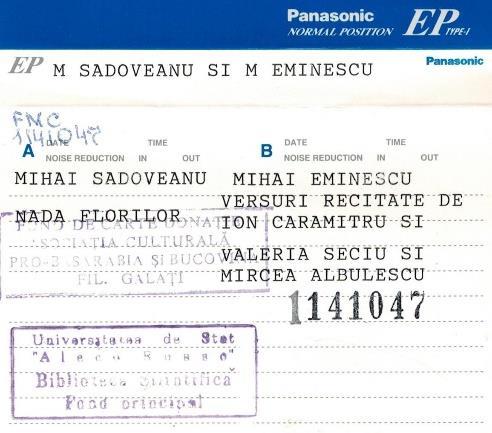 Panasonic
NORMAL POSITION EP TYPE-I
EP M SADOVEANU SI M EMINESCU Panasonic
FMC
1141047
A DATE TIME B DATE TIME
NOISE REDUCTION IN OUT NOISE REDUCTION IN OUT
MIHAI SADOVEANU MIHAI EMINESCU
VERSURI RECITATE DE
NADA FLORILOR ION CARAMITRU SI
FOND DE CARTE DONAȚIE
ASOCIAȚIA CULTURALĂ
PRO-BASARABIA ȘI BUCOVINA
FIL. GALAȚI
VALERIA SECIU SI
MIRCEA ALBULESCU
1141047
Universitatea de Stat
"Alecu Russo"
Biblioteca Științifică
Fond principal